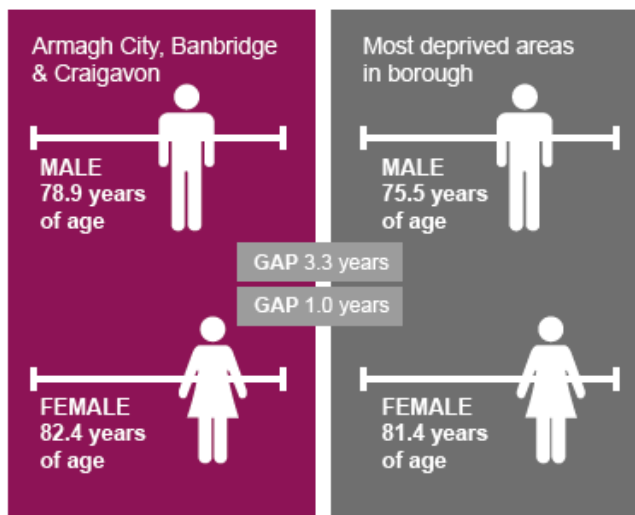 Armagh City, Banbridge
& Craigavon
MALE
78.9 years
of age
Most deprived areas
in borough
MALE
75.5 years
of age
GAP 3.3 years
GAP 1.0 years
FEMALE
82.4 years
of age
FEMALE
81.4 years
of age